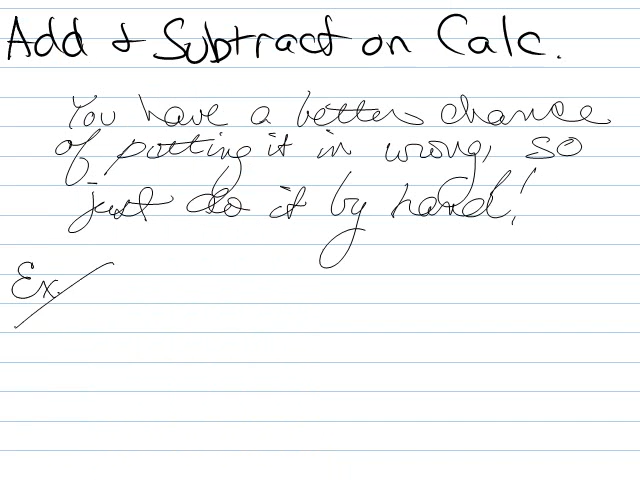 Add & Subtract on Calc.
You have a better chance
of putting it in wrong, so
just do it by hand!
Ex